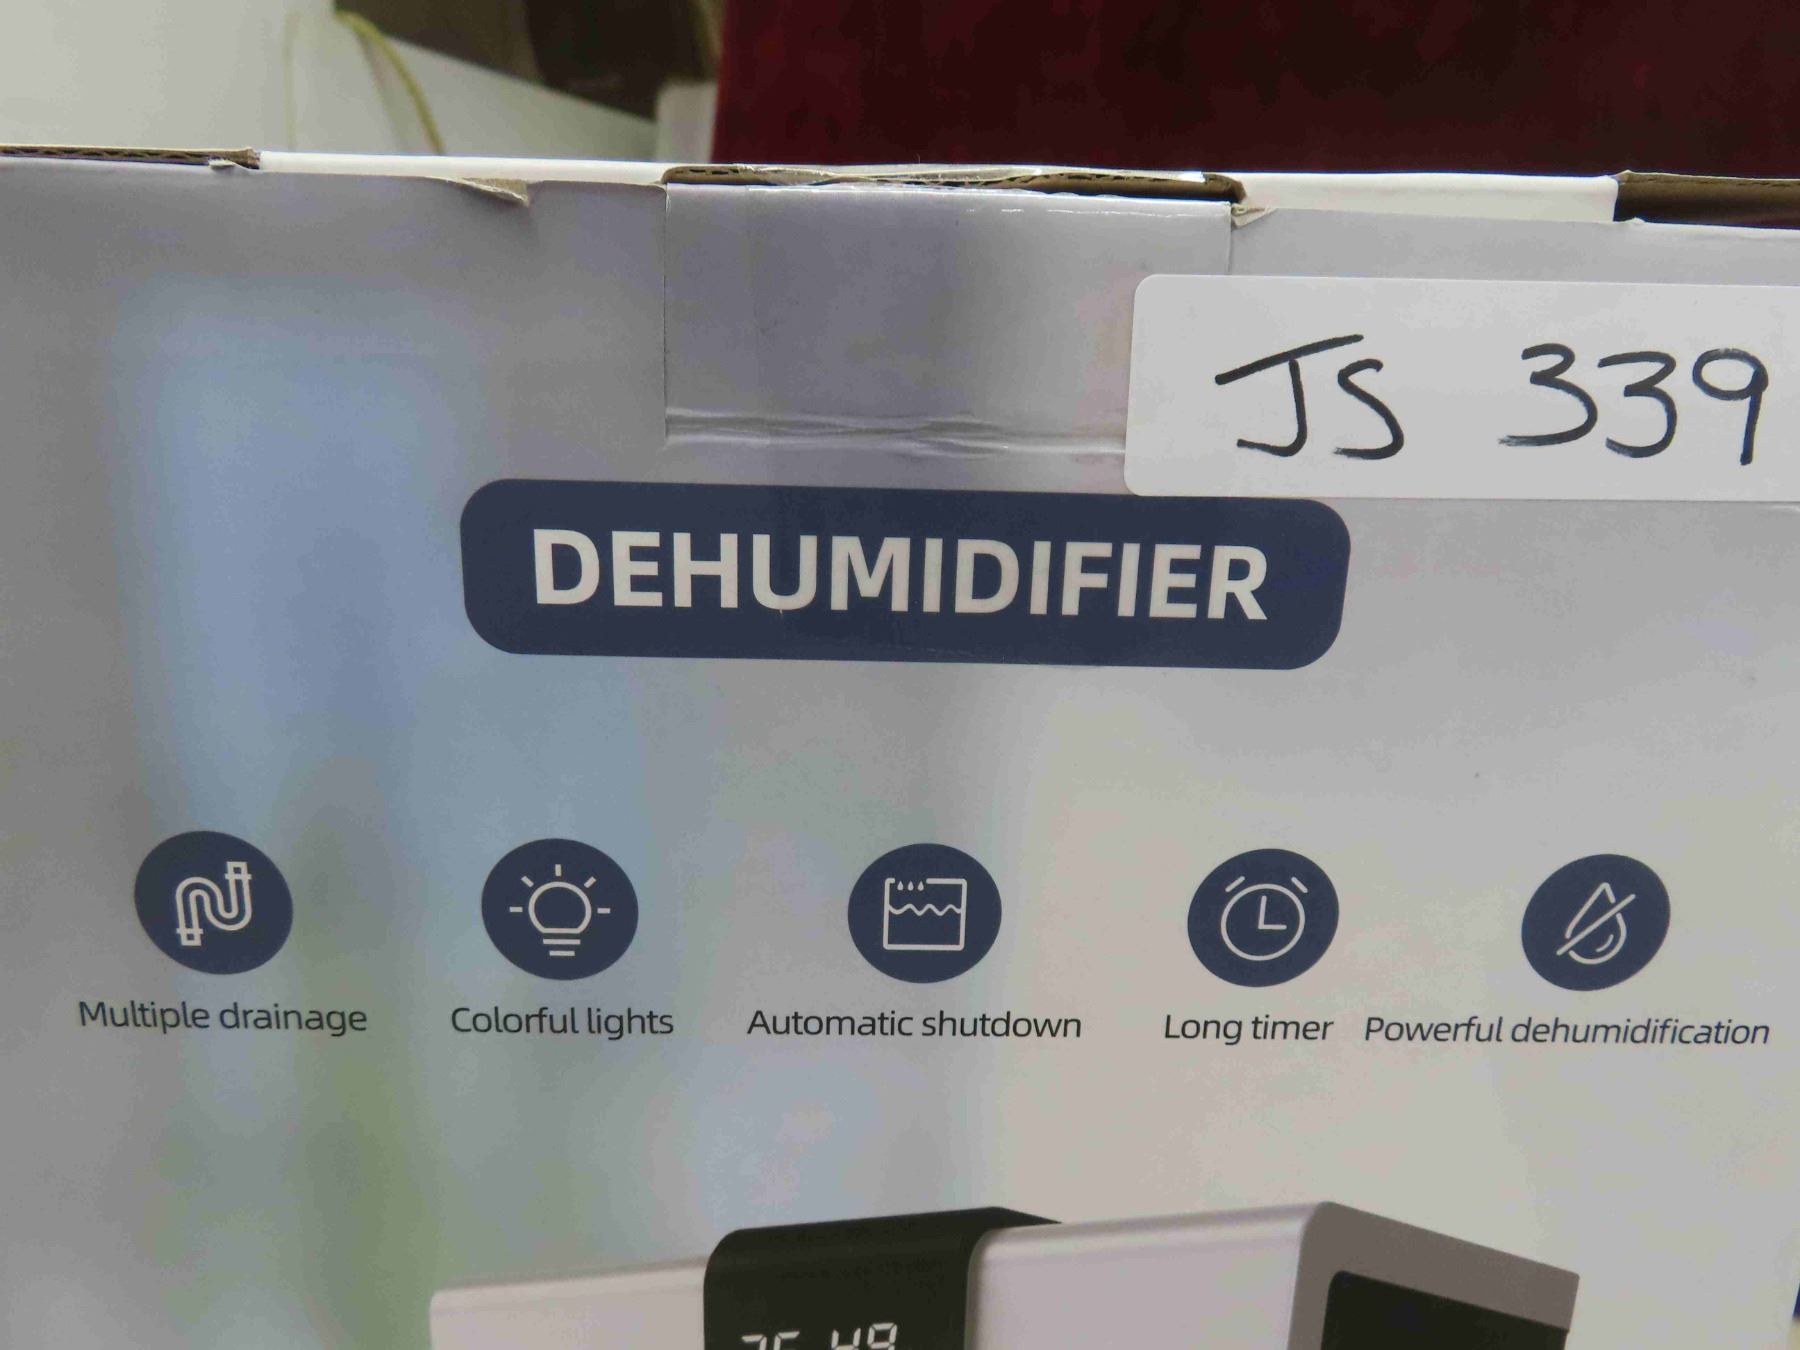 JS 339
DEHUMIDIFIER
Multiple drainage
Colorful lights
Automatic shutdown
Long timer
Powerful dehumidification